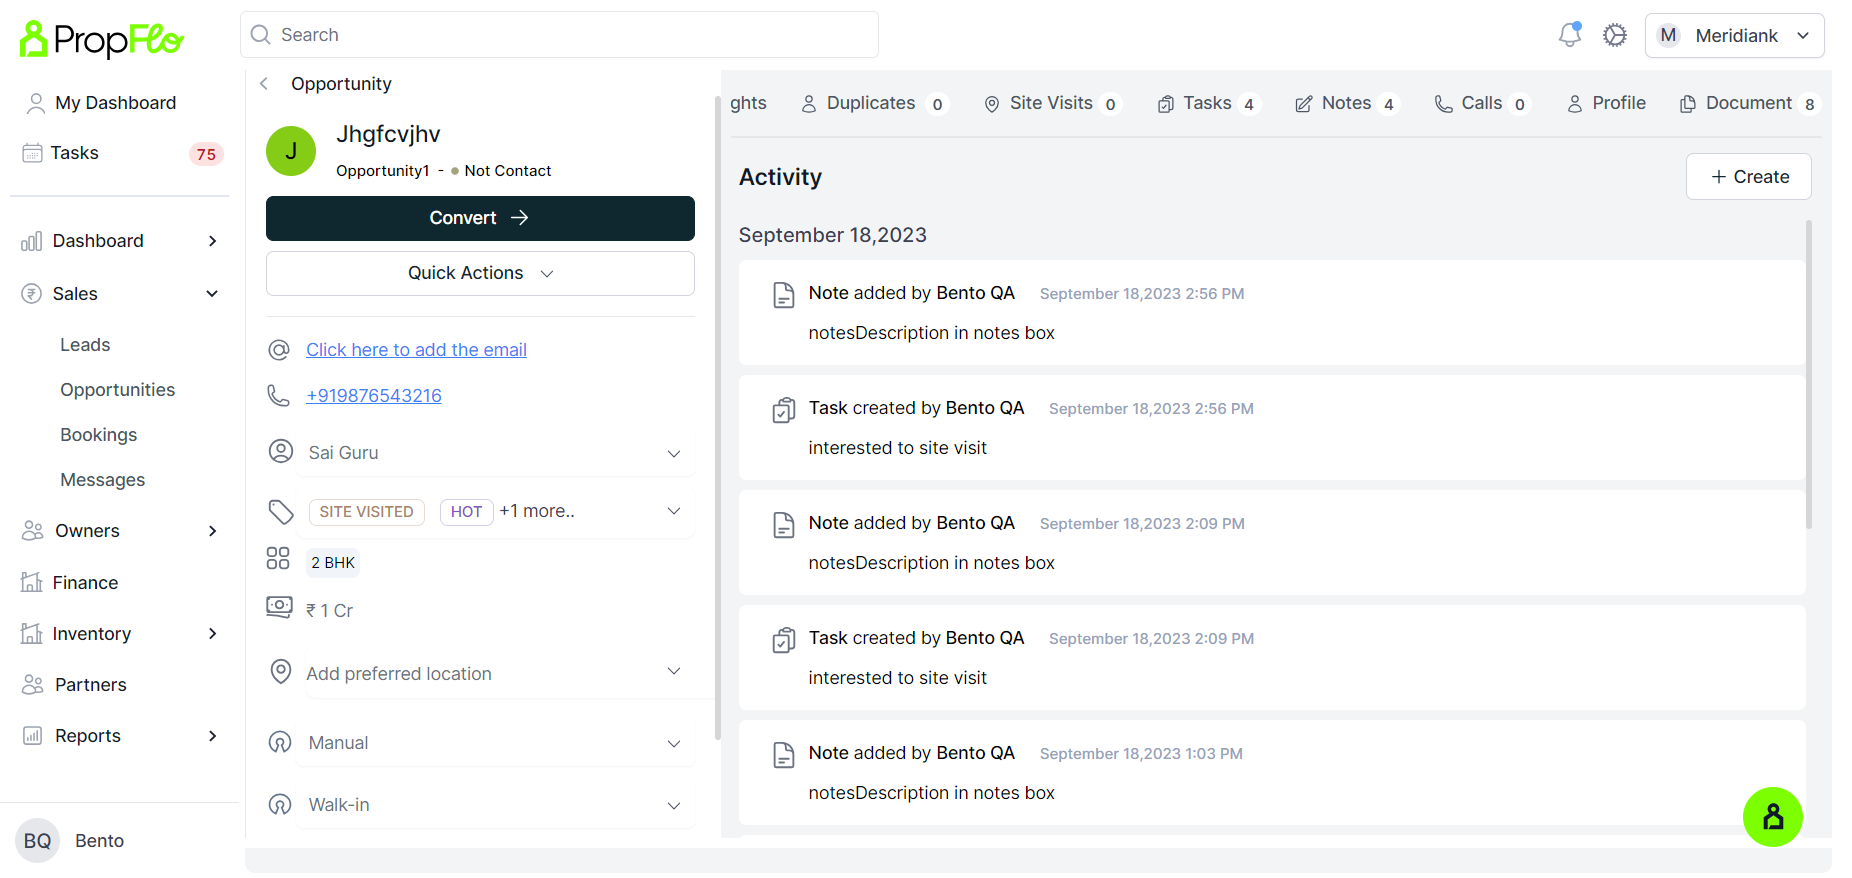 PropFlo
Search
M Meridiank
My Dashboard
Tasks 75
Dashboard
Sales
Leads
Opportunities
Bookings
Messages
Owners
Finance
Inventory
Partners
Reports
BQ Bento
Opportunity
J
Jhgfcvjhv
Opportunity1 - Not Contact
Convert
Quick Actions
Click here to add the email
+919876543216
Sai Guru
SITE VISITED HOT +1 more..
2 BHK
₹ 1 Cr
Add preferred location
Manual
Walk-in
ghts Duplicates 0 Site Visits 0 Tasks 4 Notes 4 Calls 0 Profile Document 8
Activity
+ Create
September 18,2023
Note added by Bento QA September 18,2023 2:56 PM
notesDescription in notes box
Task created by Bento QA September 18,2023 2:56 PM
interested to site visit
Note added by Bento QA September 18,2023 2:09 PM
notesDescription in notes box
Task created by Bento QA September 18,2023 2:09 PM
interested to site visit
Note added by Bento QA September 18,2023 1:03 PM
notesDescription in notes box